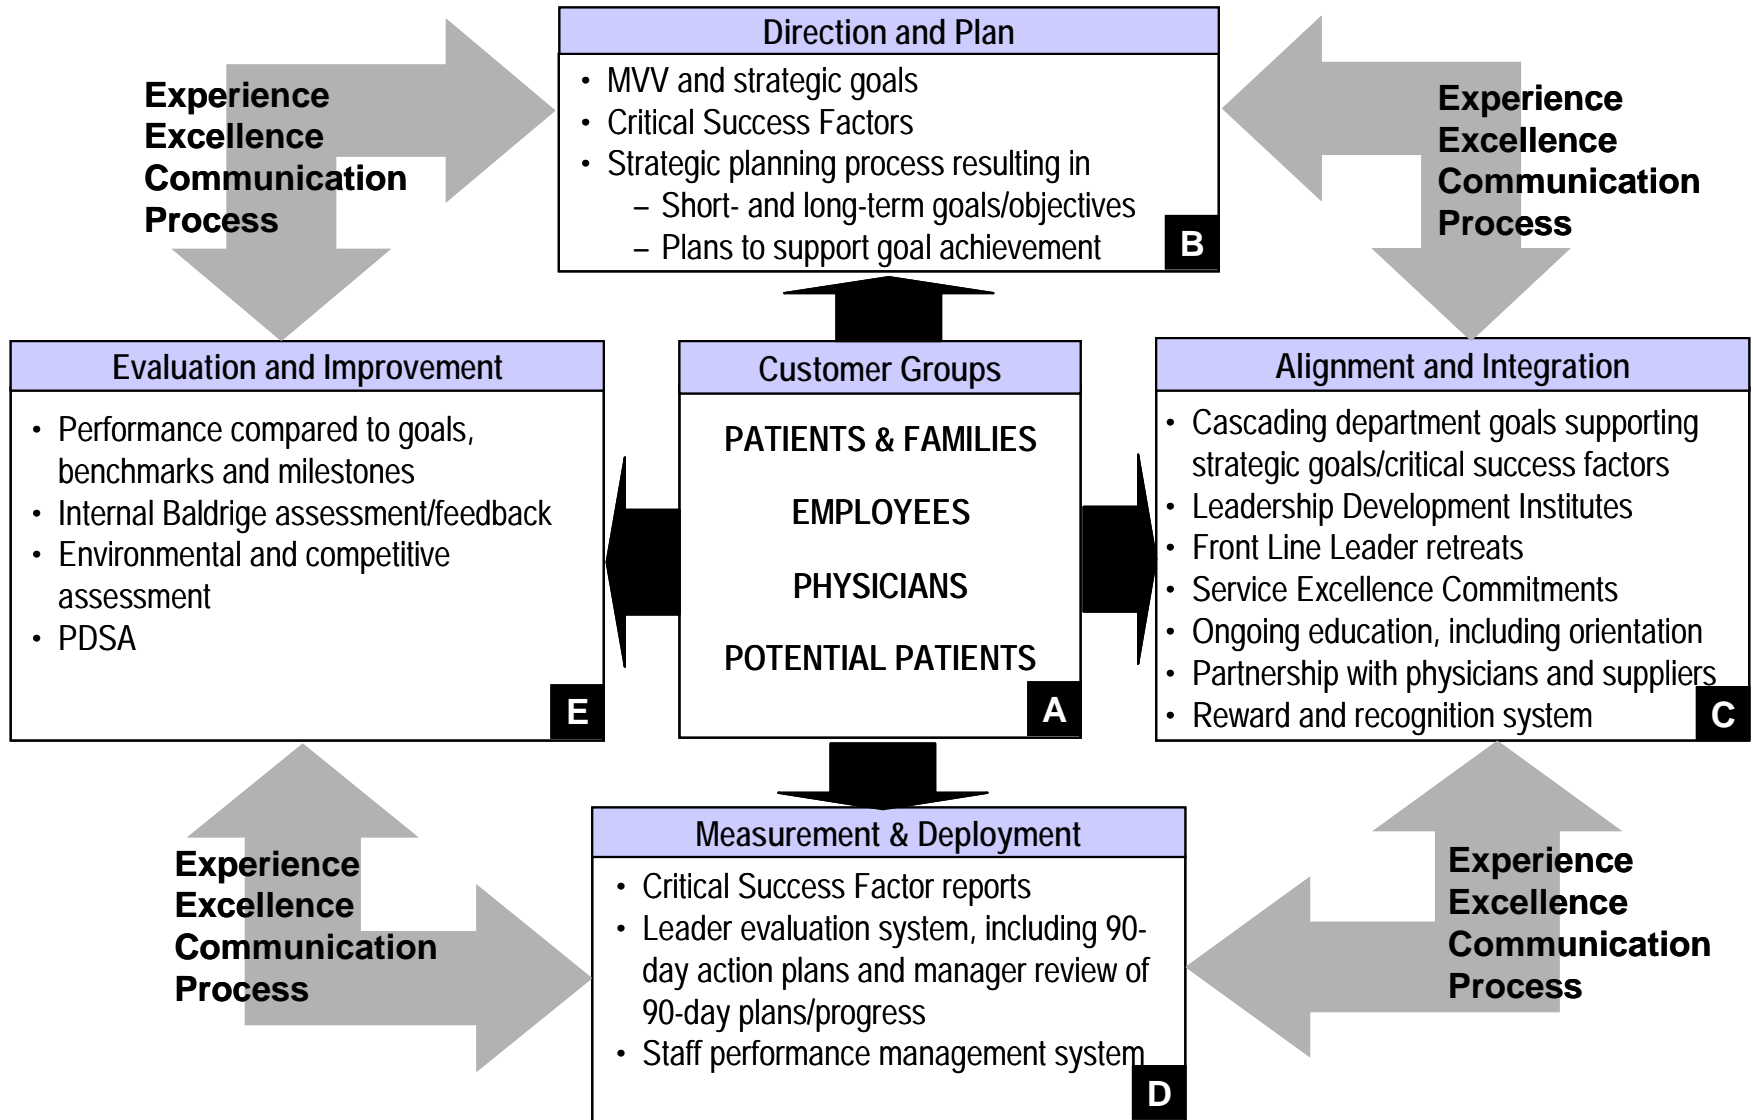 Direction and Plan
• MVV and strategic goals
• Critical Success Factors
• Strategic planning process resulting in
– Short- and long-term goals/objectives
– Plans to support goal achievement
B
Experience
Excellence
Communication
Process
Experience
Excellence
Communication
Process
Evaluation and Improvement
• Performance compared to goals,
benchmarks and milestones
• Internal Baldrige assessment/feedback
• Environmental and competitive
assessment
• PDSA
E
Customer Groups
PATIENTS & FAMILIES
EMPLOYEES
PHYSICIANS
POTENTIAL PATIENTS
A
Alignment and Integration
• Cascading department goals supporting
strategic goals/critical success factors
• Leadership Development Institutes
• Front Line Leader retreats
• Service Excellence Commitments
• Ongoing education, including orientation
• Partnership with physicians and suppliers
• Reward and recognition system
C
Experience
Excellence
Communication
Process
Measurement & Deployment
• Critical Success Factor reports
• Leader evaluation system, including 90-
day action plans and manager review of
90-day plans/progress
• Staff performance management system
D
Experience
Excellence
Communication
Process